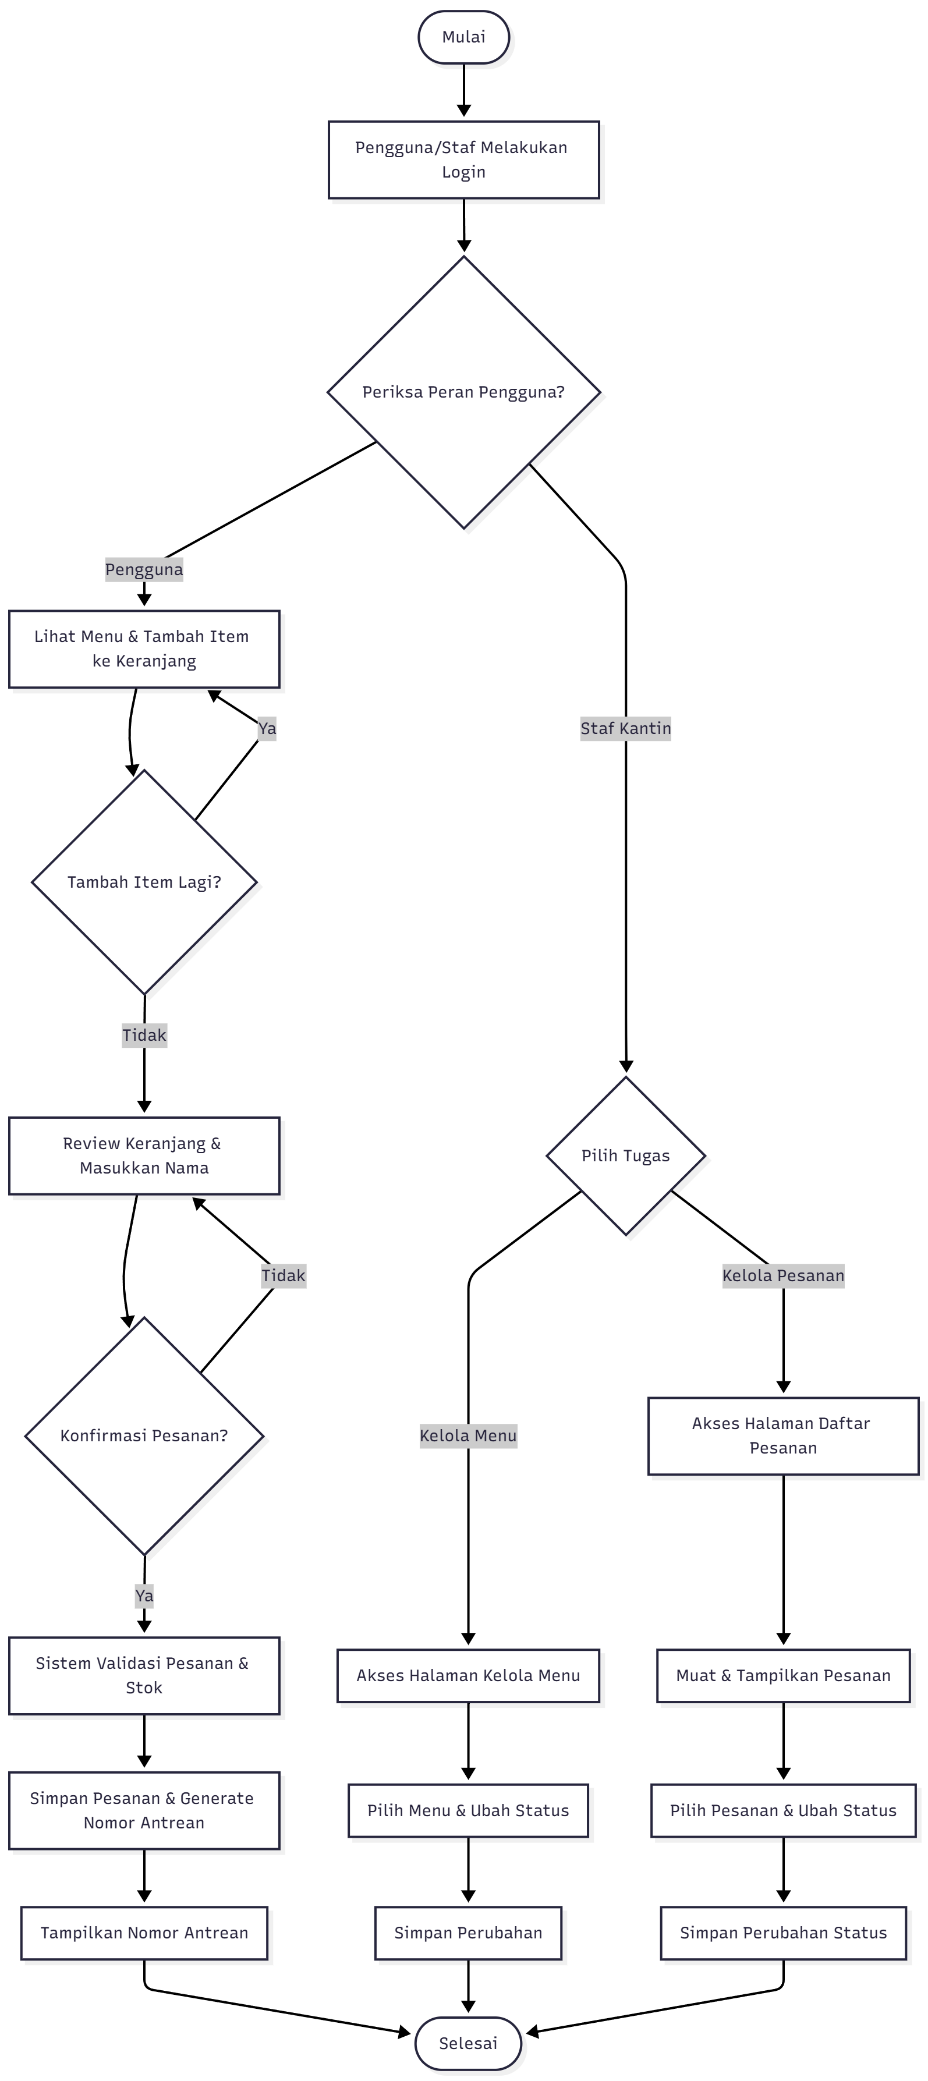 Mulai
Pengguna/Staf Melakukan
Login
Periksa Peran Pengguna?
Pengguna
Lihat Menu & Tambah Item
ke Keranjang
Ya
Staf Kantin
Tambah Item Lagi?
Tidak
Review Keranjang &
Masukkan Nama
Pilih Tugas
Tidak
Kelola Pesanan
Konfirmasi Pesanan?
Kelola Menu
Akses Halaman Daftar
Pesanan
Ya
Sistem Validasi Pesanan &
Stok
Akses Halaman Kelola Menu
Muat & Tampilkan Pesanan
Simpan Pesanan & Generate
Nomor Antrean
Pilih Menu & Ubah Status
Pilih Pesanan & Ubah Status
Tampilkan Nomor Antrean
Simpan Perubahan
Simpan Perubahan Status
Selesai